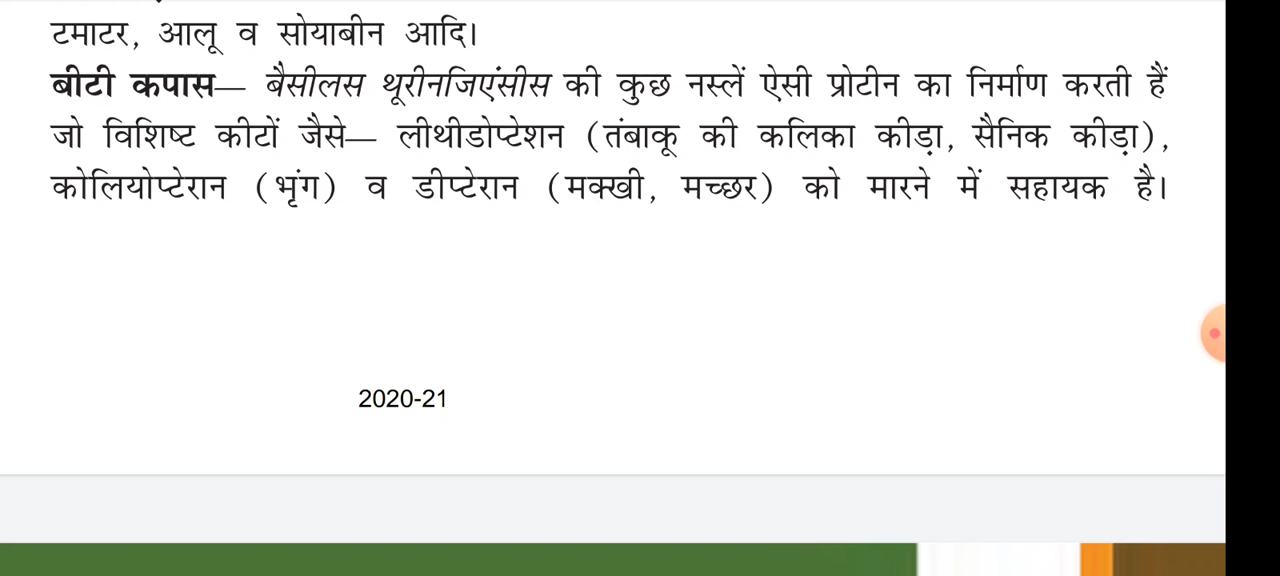 टमाटर, आलू व सोयाबीन आदि।
बीटी कपास— बैसीलस थूरीनजिएंसीस की कुछ नस्लें ऐसी प्रोटीन का निर्माण करती हैं
जो विशिष्ट कीटों जैसे— लीथीडोप्टेशन (तंबाकू की कलिका कीड़ा, सैनिक कीड़ा),
कोलियोप्टेरान (भृंग) व डीप्टेरान (मक्खी, मच्छर) को मारने में सहायक है।
2020-21